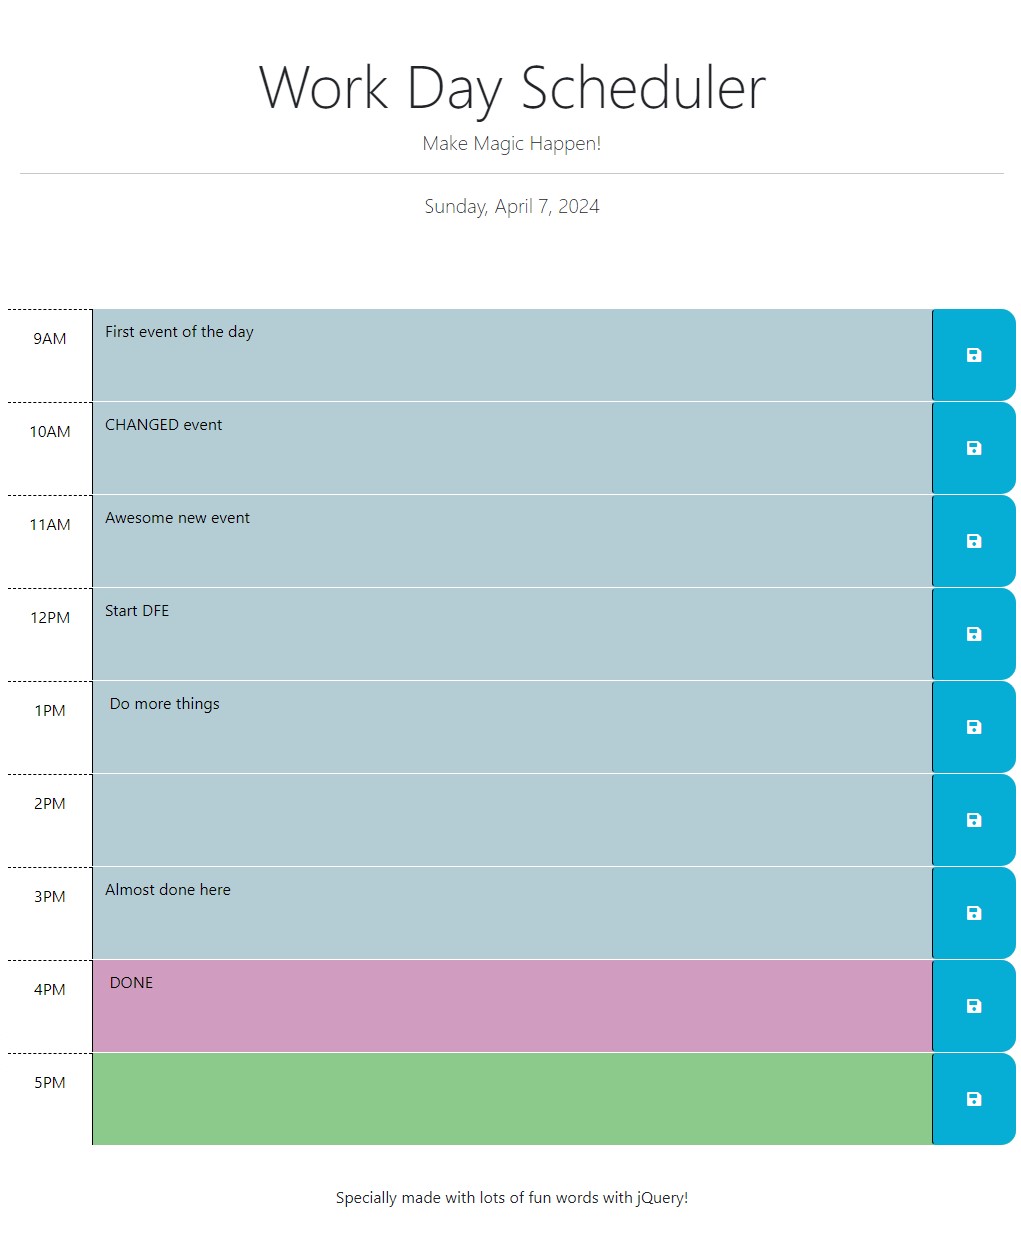 Work Day Scheduler
Make Magic Happen!
Sunday, April 7, 2024
9AM First event of the day
10AM CHANGED event
11AM Awesome new event
12PM Start DFE
1PM Do more things
2PM
3PM Almost done here
4PM DONE
5PM
Specially made with lots of fun words with jQuery!